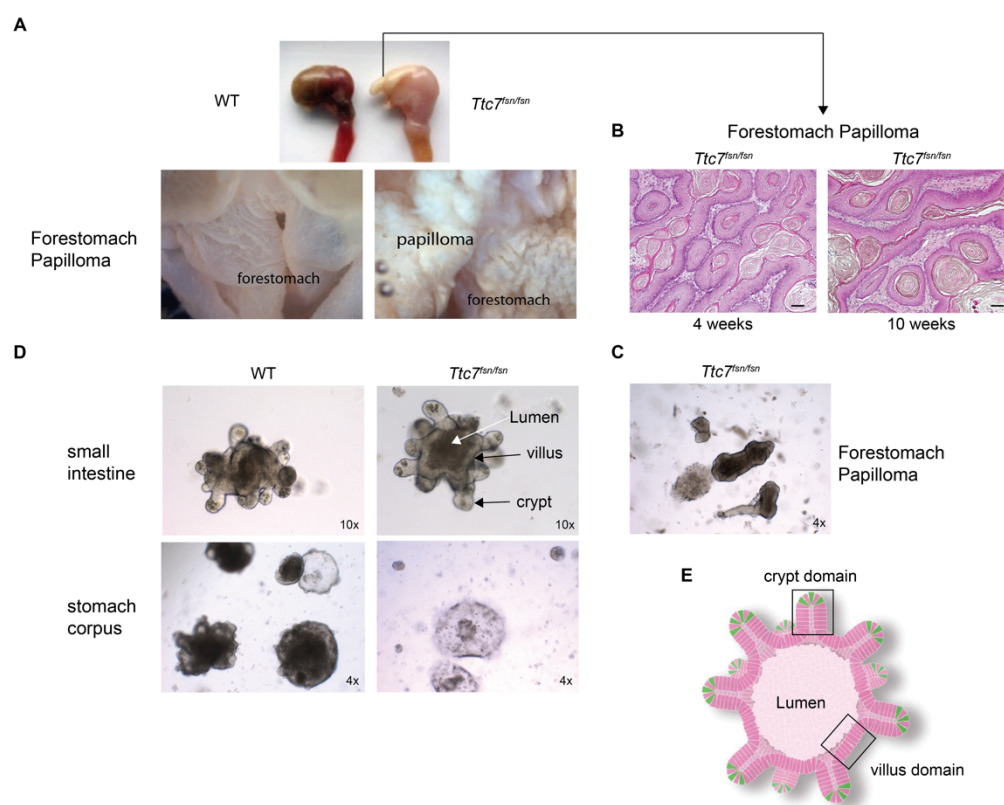 A
WT
Ttc7fsn/fsn
Forestomach
Papilloma
forestomach
papilloma
forestomach
B
Forestomach Papilloma
Ttc7fsn/fsn
Ttc7fsn/fsn
4 weeks
10 weeks
D
WT
Ttc7fsn/fsn
small
intestine
10x
Lumen
villus
crypt
10x
stomach
corpus
4x
4x
C
Ttc7fsn/fsn
Forestomach
Papilloma
4x
E
crypt domain
Lumen
villus domain